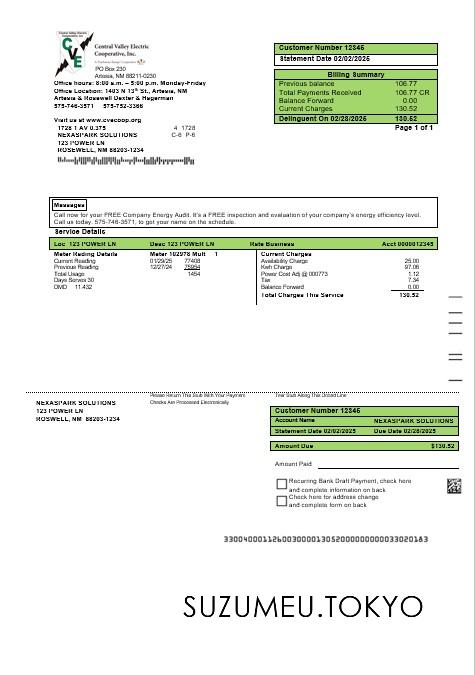 Central Valley Electric
Cooperative, Inc.
PO Box 230
Artesia, NM 88211-0230
Office hours: 8:00 a.m. – 5:00 p.m. Monday-Friday
Office Location: 1403 N 13th St., Artesia, NM
Artesia & Roswell Dexter & Hagerman
575-746-3571 575-752-3366
Visit us at www.cvecoop.org
1728 1 AV 0.375 4 1728
NEXASPARK SOLUTIONS C-6 P-6
123 POWER LN
ROSEWELL, NM 88203-1234
Customer Number 12345
Statement Date 02/02/2025
Billing Summary
Previous balance 106.77
Total Payments Received 106.77 CR
Balance Forward 0.00
Current Charges 130.52
Delinquent On 02/28/2025 130.52
Page 1 of 1
Messages
Call now for your FREE Company Energy Audit. It's a FREE inspection and evaluation of your company's energy efficiency level.
Call us today, 575-746-3571, to get your name on the schedule.
Service Details
Loc 123 POWER LN Desc 123 POWER LN Rate Business Acct 0000012345
Meter Rading Details Meter 102978 Mult 1
Current Reading 01/29/25 77408
Previous Reading 12/27/24 75954
Total Usage 1454
Days Serves 30
DMD 11.432
Current Charges
Availability Charge 25.00
Kwh Charge 97.06
Power Cost Adj @ 000773 1.12
Tax 7.34
Balance Forward 0.00
Total Charges This Service 130.52
Please Return This Stub With Your Payment Tear Stub Along This Dotted Line
Checks Are Processed Electronically
NEXASPARK SOLUTIONS
123 POWER LN
ROSWELL, NM 88203-1234
Customer Number 12345
Account Name NEXASPARK SOLUTIONS
Statement Date 02/02/2025 Due Date 02/28/2025
Amount Due $130.52
Amount Paid
Recurring Bank Draft Payment, check here
and complete information on back
Check here for address change
and complete form on back
SUZUMEU.TOKYO